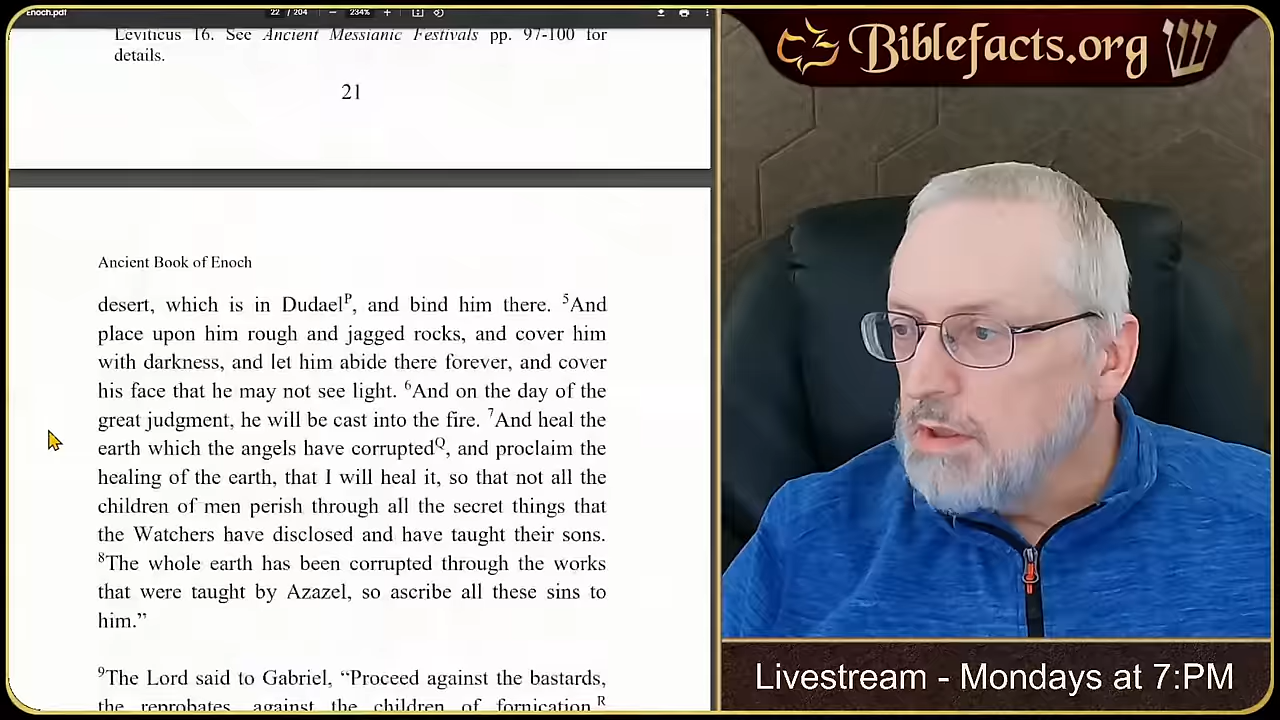 Enoch.pdf
22 / 204
234%
Leviticus 16. See Ancient Messianic Festivals pp. 97-100 for
details.
21
Ancient Book of Enoch
desert, which is in DudaelP, and bind him there. 5And
place upon him rough and jagged rocks, and cover him
with darkness, and let him abide there forever, and cover
his face that he may not see light. 6And on the day of the
great judgment, he will be cast into the fire. 7And heal the
earth which the angels have corruptedQ, and proclaim the
healing of the earth, that I will heal it, so that not all the
children of men perish through all the secret things that
the Watchers have disclosed and have taught their sons.
8The whole earth has been corrupted through the works
that were taught by Azazel, so ascribe all these sins to
him.”
9The Lord said to Gabriel, “Proceed against the bastards,
the reprobates, against the children of fornication,R
Biblefacts.org
Livestream - Mondays at 7:PM